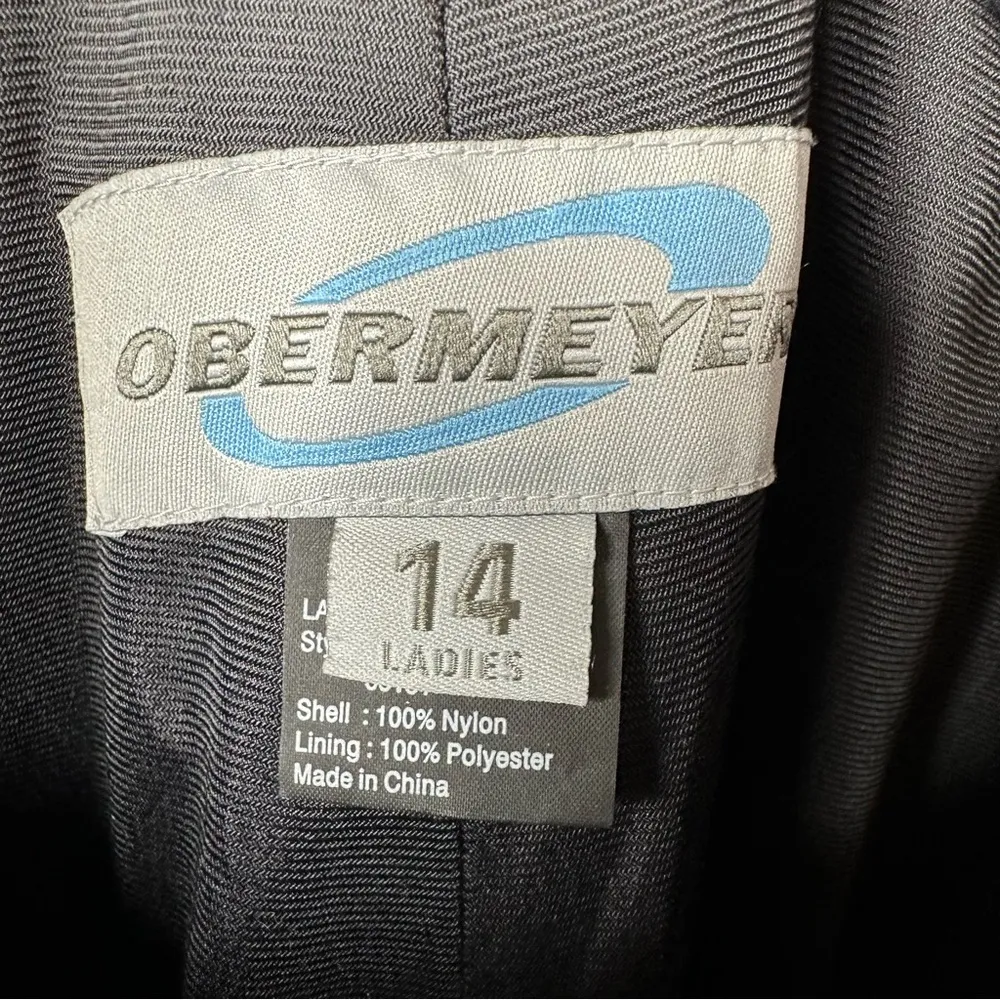 OBERMEYER
14
LADIES
Shell : 100% Nylon
Lining : 100% Polyester
Made in China